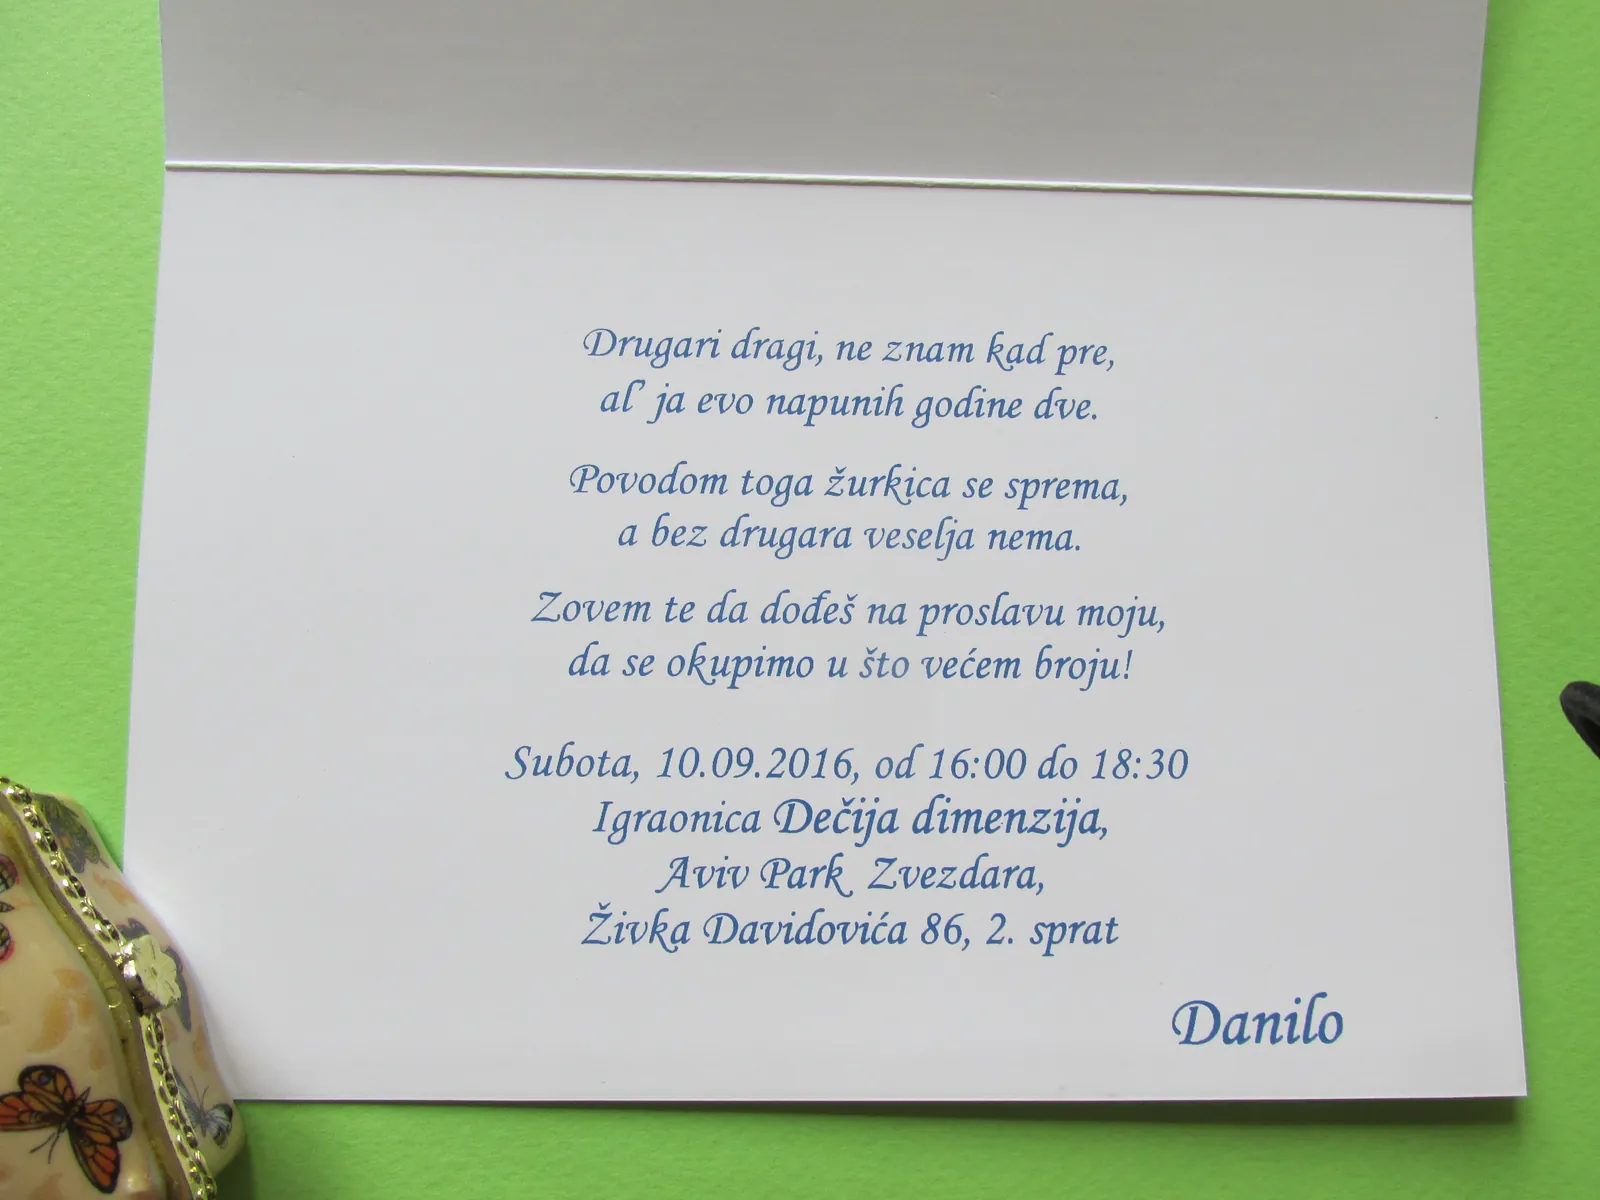 Drugari dragi, ne znam kad pre,
al' ja evo napunih godine dve.
Povodom toga žurkica se sprema,
a bez drugara veselja nema.
Zovem te da dođeš na proslavu moju,
da se okupimo u što većem broju!
Subota, 10.09.2016, od 16:00 do 18:30
Igraonica Dečija dimenzija,
Aviv Park Zvezdara,
Živka Davidovića 86, 2. sprat
Danilo